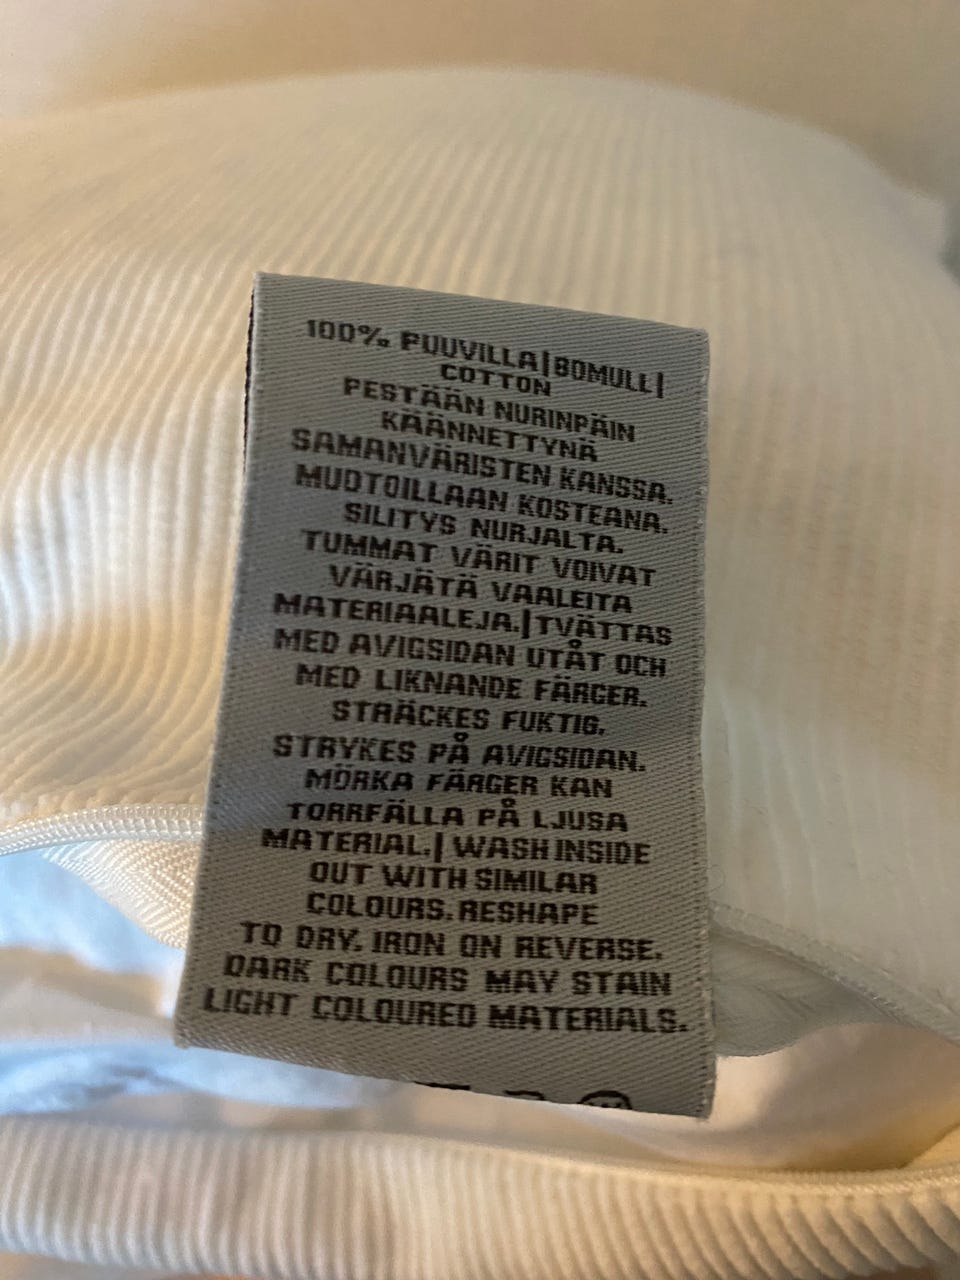 100% PUUVILLA|BOMULL|
COTTON
PESTÄÄN NURINPÄIN
KÄÄNNETTYNÄ
SAMANVÄRISTEN KANSSA.
MUOTOILLAAN KOSTEANA.
SILITYS NURJALTA.
TUMMAT VÄRIT VOIVAT
VÄRJÄTÄ VAALEITA
MATERIAALEJA.|TVÄTTAS
MED AVIGSIDAN UTÅT OCH
MED LIKNANDE FÄRGER.
STRÄCKES FUKTIG.
STRYKES PÅ AVIGSIDAN.
MÖRKA FÄRGER KAN
TORRFÄLLA PÅ LJUSA
MATERIAL.| WASH INSIDE
OUT WITH SIMILAR
COLOURS. RESHAPE
TO DRY. IRON ON REVERSE.
DARK COLOURS MAY STAIN
LIGHT COLOURED MATERIALS.